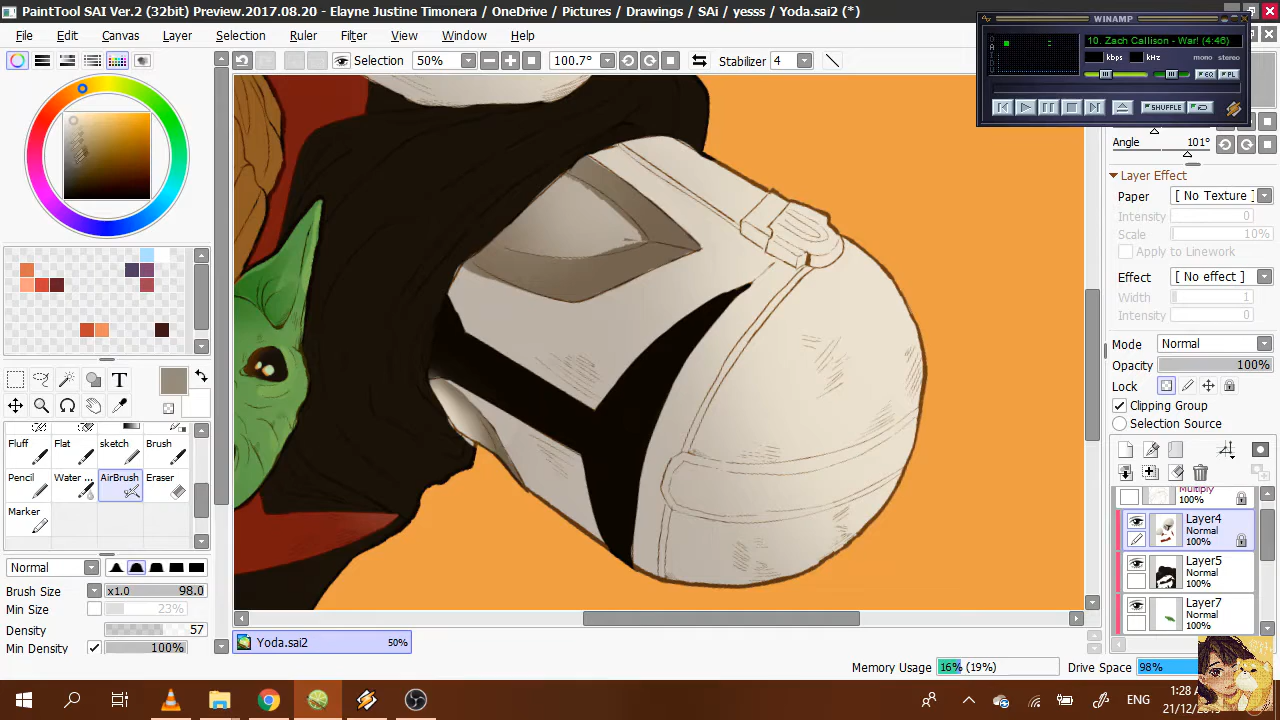 PaintTool SAI Ver.2 (32bit) Preview.2017.08.20 - Elayne Justine Timonera / OneDrive / Pictures / Drawings / SAi / yesss / Yoda.sai2 (*)
WINAMP
File Edit Canvas Layer Selection Ruler Filter View Window Help
10. Zach Callison - War! (4:46)
kbps kHz mono stereo
Selection 50% 100.7° Stabilizer 4
EQ PL
SHUFFLE
Angle 101°
Layer Effect
Paper [ No Texture ]
Intensity 0
Scale 10%
Apply to Linework
Effect [ No effect ]
Width 1
Intensity 0
Mode Normal
Opacity 100%
Lock
Clipping Group
Selection Source
T
Fluff Flat sketch Brush
Pencil Water ... AirBrush Eraser
Marker
Multiply
100%
Layer4
Normal
100%
Layer5
Normal
100%
Layer7
Normal
100%
Normal
Brush Size x1.0 98.0
Min Size 23%
Density 57
Min Density 100%
Yoda.sai2 50%
Memory Usage 16% (19%) Drive Space 98%
ENG
1:28